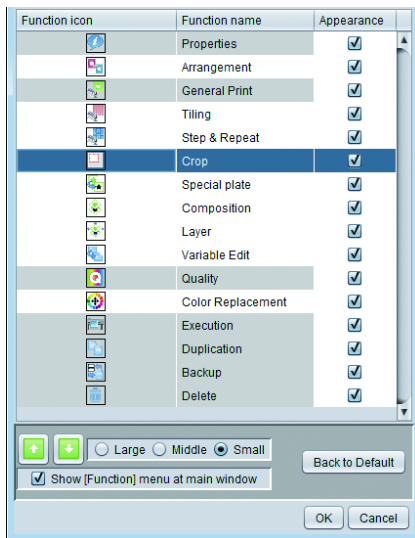 Function icon Function name Appearance
Properties
Arrangement
General Print
Tiling
Step & Repeat
Crop
Special plate
Composition
Layer
Variable Edit
Quality
Color Replacement
Execution
Duplication
Backup
Delete
Large Middle Small
Back to Default
Show [Function] menu at main window
OK Cancel